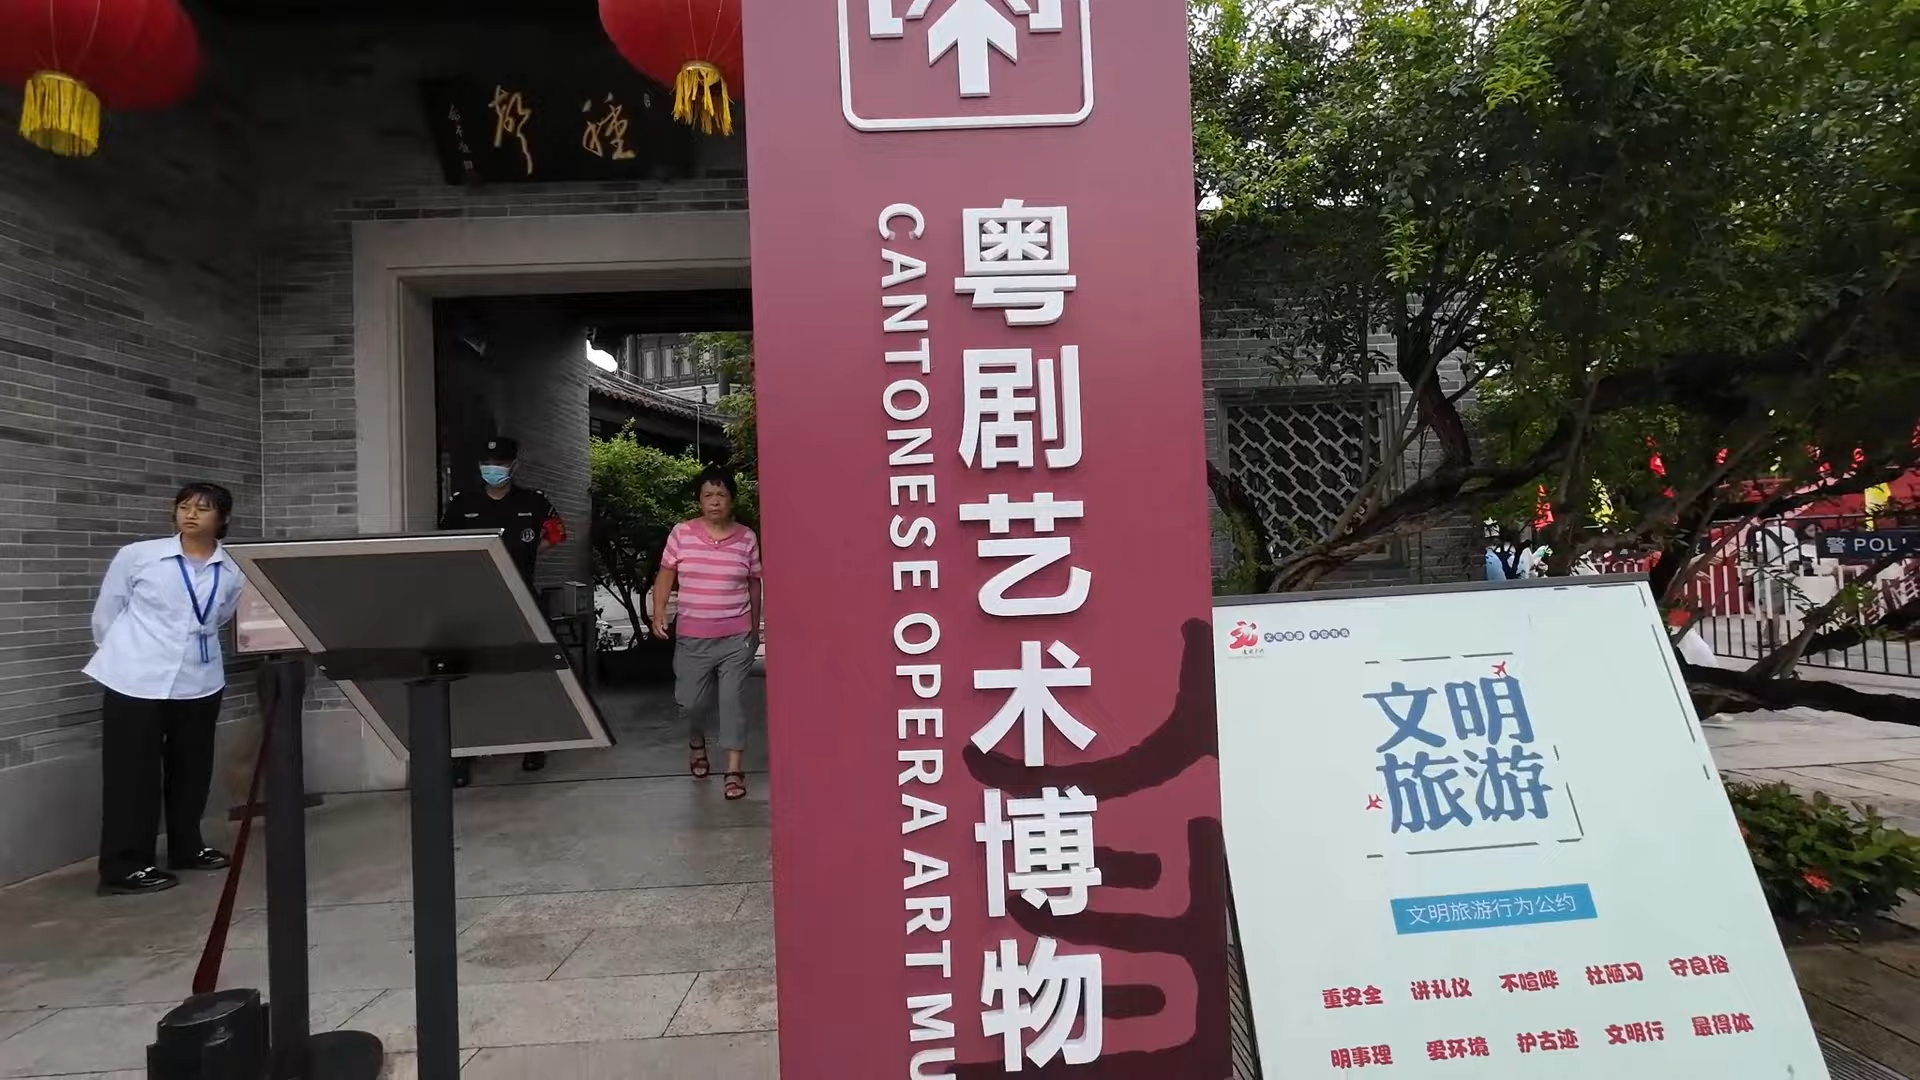 粤剧艺术博物
CANTONESE OPERA ART MU
文明
旅游
文明旅游行为公约
重安全 讲礼仪 不喧哗 杜陋习 守良俗
明事理 爱环境 护古迹 文明行 最得体
警 POLI